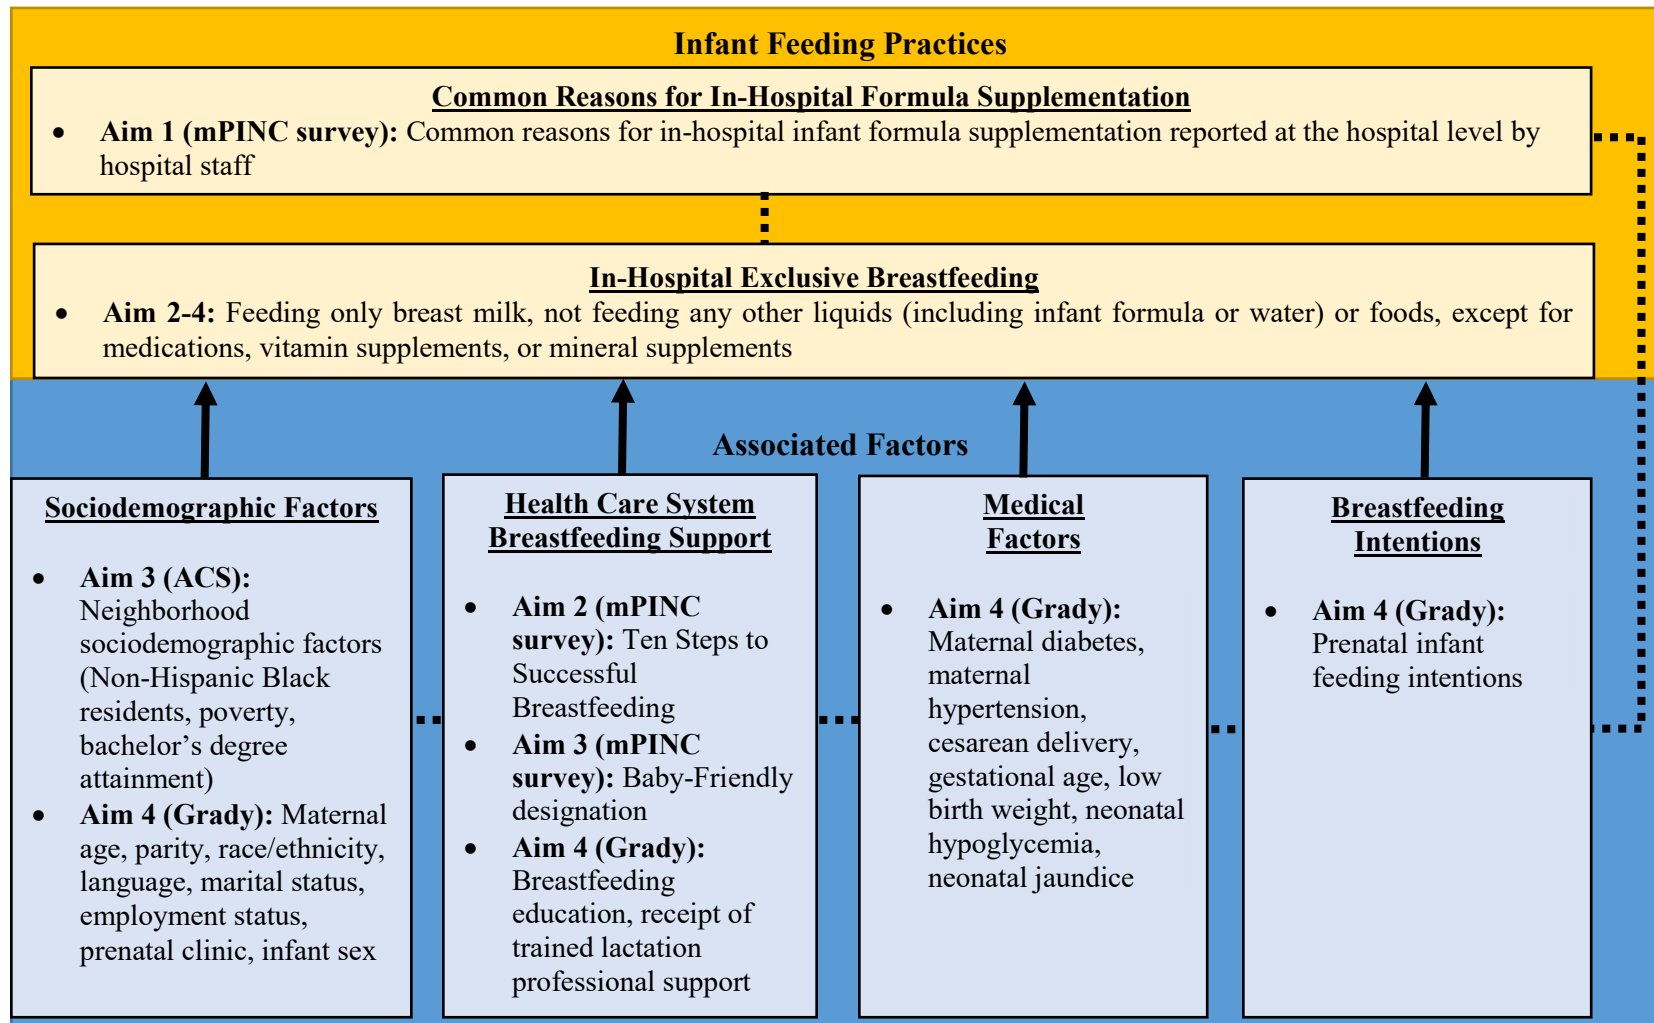 Infant Feeding Practices
Common Reasons for In-Hospital Formula Supplementation
• Aim 1 (mPINC survey): Common reasons for in-hospital infant formula supplementation reported at the hospital level by
hospital staff
In-Hospital Exclusive Breastfeeding
• Aim 2-4: Feeding only breast milk, not feeding any other liquids (including infant formula or water) or foods, except for
medications, vitamin supplements, or mineral supplements
Associated Factors
Sociodemographic Factors
• Aim 3 (ACS):
Neighborhood
sociodemographic factors
(Non-Hispanic Black
residents, poverty,
bachelor’s degree
attainment)
• Aim 4 (Grady): Maternal
age, parity, race/ethnicity,
language, marital status,
employment status,
prenatal clinic, infant sex
Health Care System
Breastfeeding Support
• Aim 2 (mPINC
survey): Ten Steps to
Successful
Breastfeeding
• Aim 3 (mPINC
survey): Baby-Friendly
designation
• Aim 4 (Grady):
Breastfeeding
education, receipt of
trained lactation
professional support
Medical
Factors
• Aim 4 (Grady):
Maternal diabetes,
maternal
hypertension,
cesarean delivery,
gestational age, low
birth weight, neonatal
hypoglycemia,
neonatal jaundice
Breastfeeding
Intentions
• Aim 4 (Grady):
Prenatal infant
feeding intentions